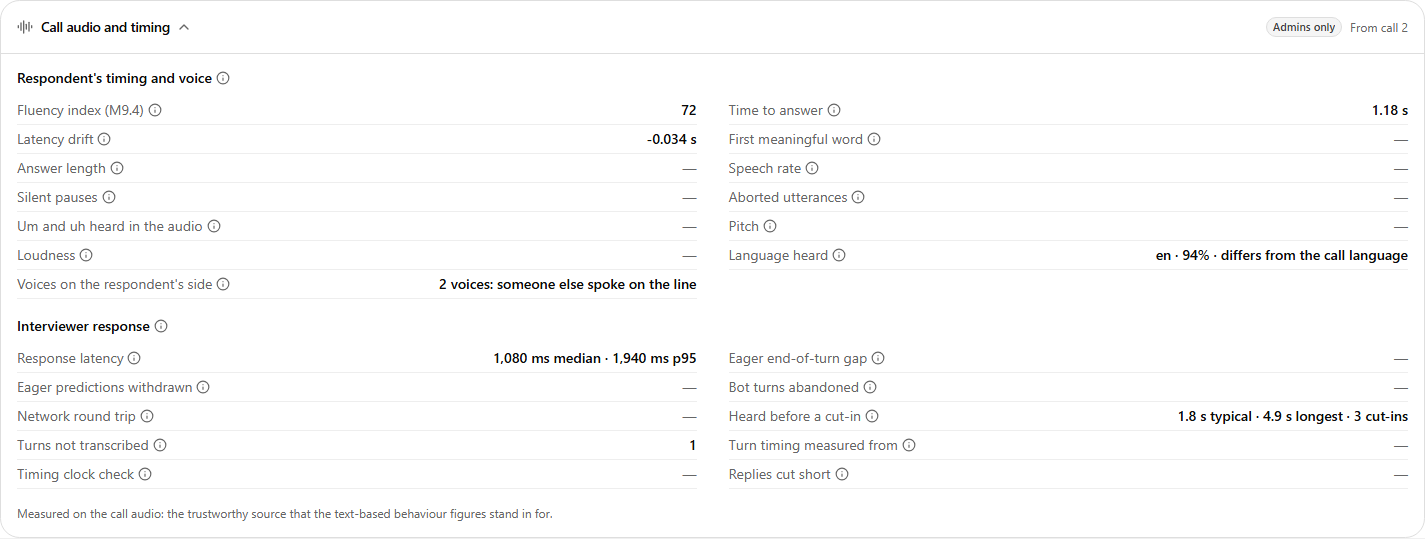 Call audio and timing
Admins only From call 2
Respondent's timing and voice
Fluency index (M9.4) 72
Time to answer 1.18 s
Latency drift -0.034 s
First meaningful word —
Answer length —
Speech rate —
Silent pauses —
Aborted utterances —
Um and uh heard in the audio —
Pitch —
Loudness —
Language heard en · 94% · differs from the call language
Voices on the respondent's side 2 voices: someone else spoke on the line
Interviewer response
Response latency 1,080 ms median · 1,940 ms p95
Eager end-of-turn gap —
Eager predictions withdrawn —
Bot turns abandoned —
Network round trip —
Heard before a cut-in 1.8 s typical · 4.9 s longest · 3 cut-ins
Turns not transcribed 1
Turn timing measured from —
Timing clock check —
Replies cut short —
Measured on the call audio: the trustworthy source that the text-based behaviour figures stand in for.